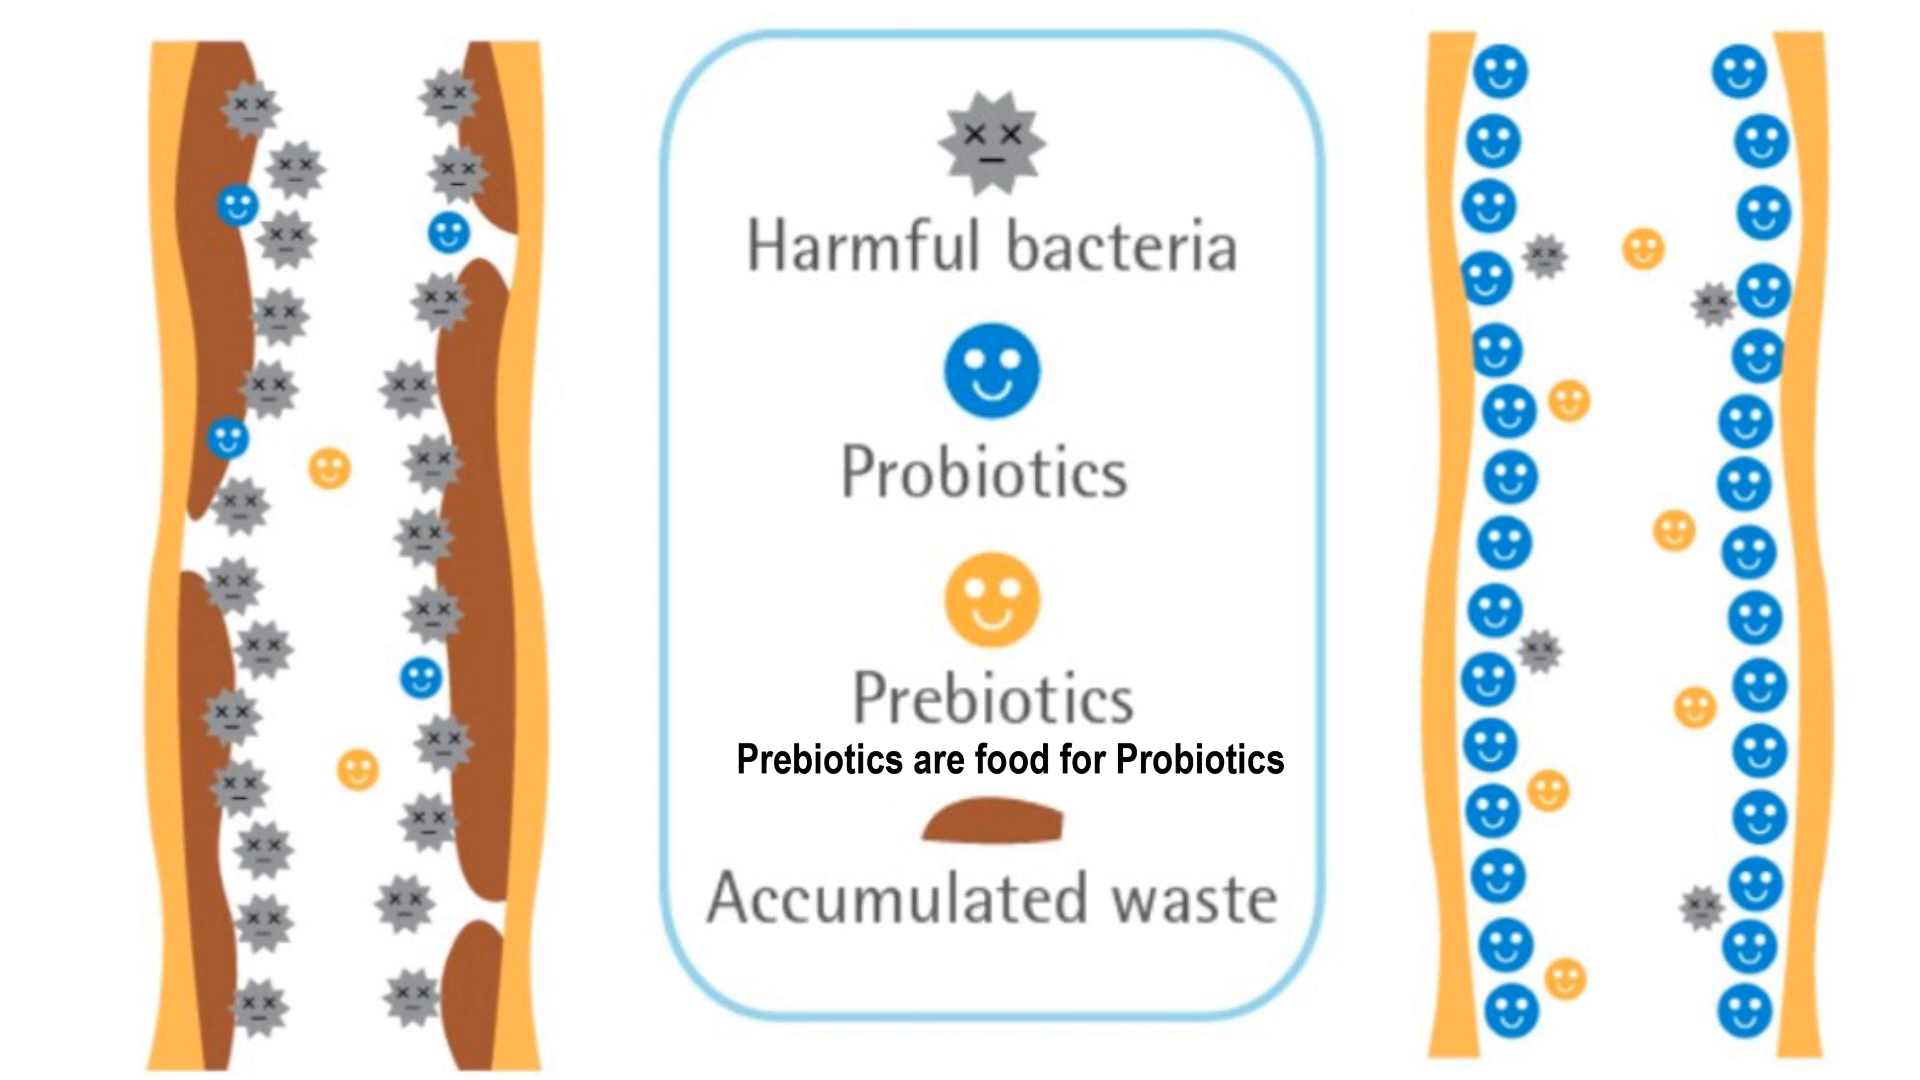 Harmful bacteria
Probiotics
Prebiotics
Prebiotics are food for Probiotics
Accumulated waste